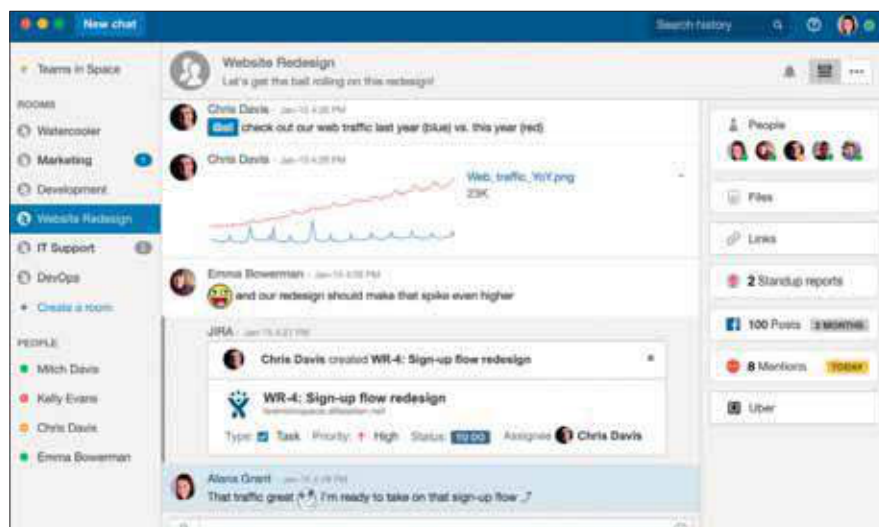 New chat
Search history
Teams in Space
ROOMS
Watercooler
Marketing
Development
Website Redesign
IT Support
DevOps
+ Create a room
PEOPLE
Mitch Davis
Kelly Evans
Chris Davis
Emma Bowerman
Website Redesign
Let's get the ball rolling on this redesign!
Chris Davis
check out our web traffic last year (blue) vs. this year (red)
Chris Davis
Web_traffic_YoY.png
23K
Emma Bowerman
and our redesign should make that spike even higher
JIRA
Chris Davis created WR-4: Sign-up flow redesign
WR-4: Sign-up flow redesign
Type: Task Priority: High Status: TO DO Assignee Chris Davis
Alana Grant
That traffic great I'm ready to take on that sign-up flow
People
Files
Links
2 Standup reports
100 Posts 3 MONTHS
8 Mentions TODAY
Uber